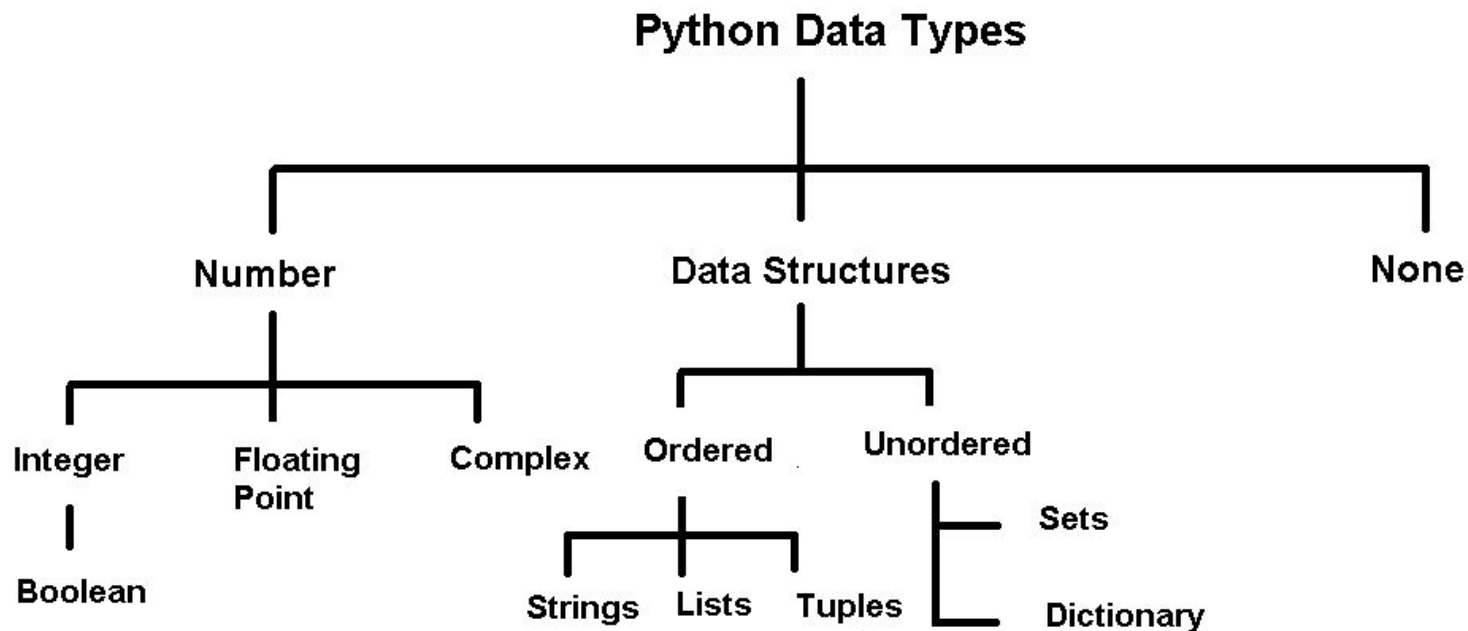 Python Data Types
Number
Data Structures
None
Integer
Floating
Point
Complex
Ordered
Unordered
Boolean
Strings
Lists
Tuples
Sets
Dictionary